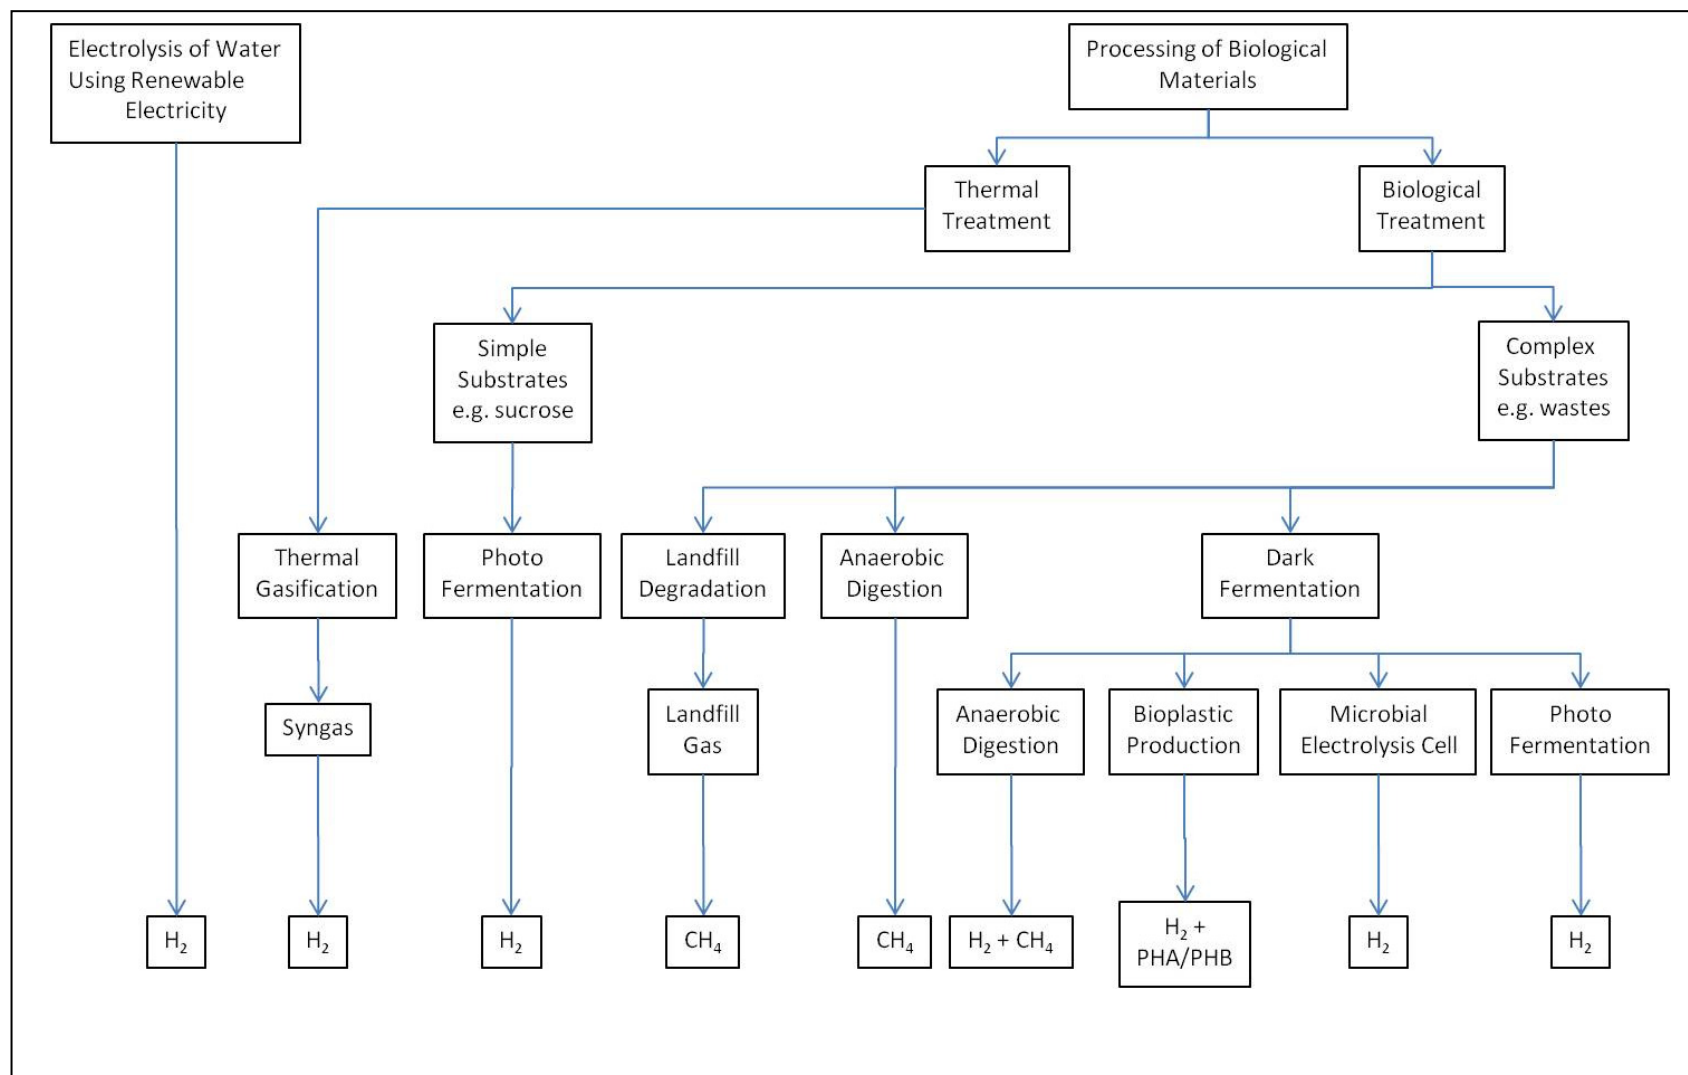 Electrolysis of Water
Using Renewable
Electricity
Processing of Biological
Materials
Thermal
Treatment
Biological
Treatment
Simple
Substrates
e.g. sucrose
Complex
Substrates
e.g. wastes
Thermal
Gasification
Photo
Fermentation
Landfill
Degradation
Anaerobic
Digestion
Dark
Fermentation
Syngas
Landfill
Gas
Anaerobic
Digestion
Bioplastic
Production
Microbial
Electrolysis Cell
Photo
Fermentation
H₂
H₂
H₂
CH₄
CH₄
H₂ + CH₄
H₂ +
PHA/PHB
H₂
H₂